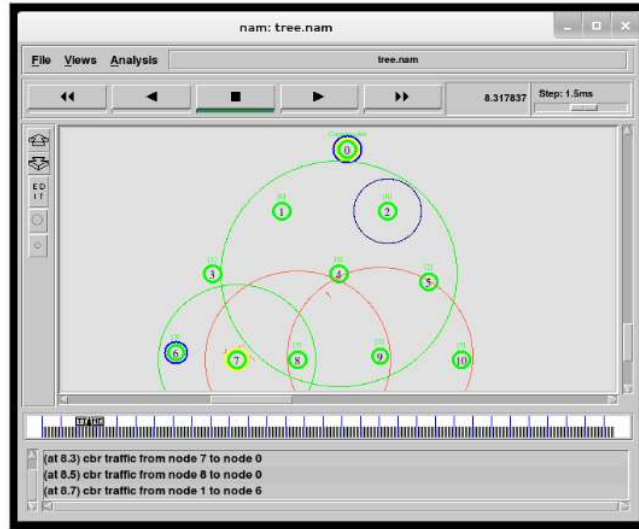 nam: tree.nam
File Views Analysis tree.nam
8.317837 Step: 1.5ms
ED
IT
0
[0]
1
[0]
2
[1]
3
4
5
6
7
8
9
10
(at 8.3) cbr traffic from node 7 to node 0
(at 8.5) cbr traffic from node 8 to node 0
(at 8.7) cbr traffic from node 1 to node 6